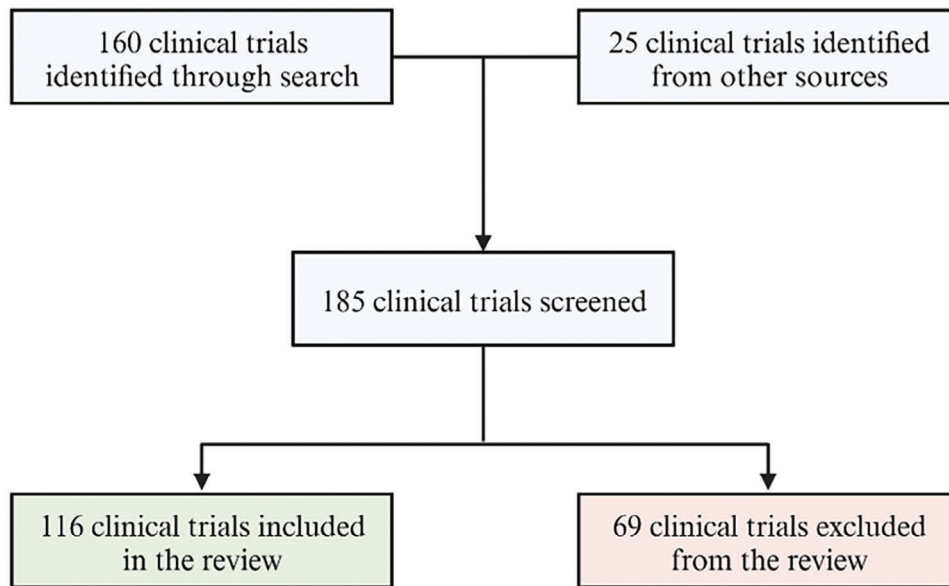 160 clinical trials
identified through search
25 clinical trials identified
from other sources
185 clinical trials screened
116 clinical trials included
in the review
69 clinical trials excluded
from the review